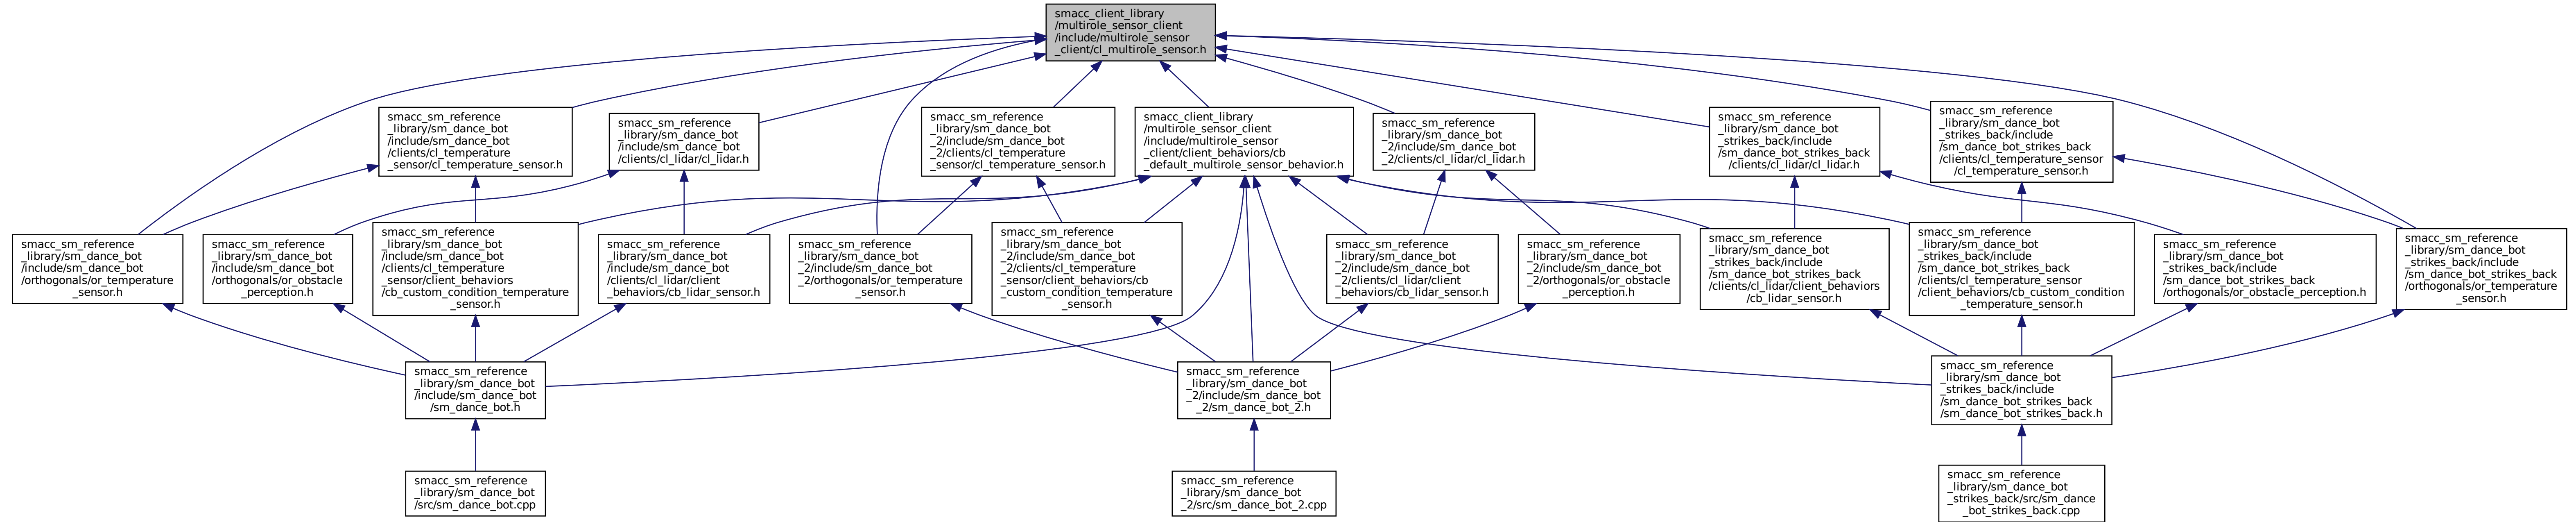 smacc_client_library
/multirole_sensor_client
/include/multirole_sensor
_client/cl_multirole_sensor.h
smacc_sm_reference
_library/sm_dance_bot
/include/sm_dance_bot
/clients/cl_temperature
_sensor/cl_temperature_sensor.h
smacc_sm_reference
_library/sm_dance_bot
/include/sm_dance_bot
/clients/cl_lidar/cl_lidar.h
smacc_sm_reference
_library/sm_dance_bot
_2/include/sm_dance_bot
_2/clients/cl_temperature
_sensor/cl_temperature_sensor.h
smacc_client_library
/multirole_sensor_client
/include/multirole_sensor
_client/client_behaviors/cb
_default_multirole_sensor_behavior.h
smacc_sm_reference
_library/sm_dance_bot
_2/include/sm_dance_bot
_2/clients/cl_lidar/cl_lidar.h
smacc_sm_reference
_library/sm_dance_bot
_strikes_back/include
/sm_dance_bot_strikes_back
/clients/cl_lidar/cl_lidar.h
smacc_sm_reference
_library/sm_dance_bot
_strikes_back/include
/sm_dance_bot_strikes_back
/clients/cl_temperature_sensor
/cl_temperature_sensor.h
smacc_sm_reference
_library/sm_dance_bot
/include/sm_dance_bot
/orthogonals/or_temperature
_sensor.h
smacc_sm_reference
_library/sm_dance_bot
/include/sm_dance_bot
/orthogonals/or_obstacle
_perception.h
smacc_sm_reference
_library/sm_dance_bot
/include/sm_dance_bot
/clients/cl_temperature
_sensor/client_behaviors
/cb_custom_condition_temperature
_sensor.h
smacc_sm_reference
_library/sm_dance_bot
/include/sm_dance_bot
/clients/cl_lidar/client
_behaviors/cb_lidar_sensor.h
smacc_sm_reference
_library/sm_dance_bot
_2/include/sm_dance_bot
_2/orthogonals/or_temperature
_sensor.h
smacc_sm_reference
_library/sm_dance_bot
_2/include/sm_dance_bot
_2/clients/cl_temperature
_sensor/client_behaviors/cb
_custom_condition_temperature
_sensor.h
smacc_sm_reference
_library/sm_dance_bot
_2/include/sm_dance_bot
_2/clients/cl_lidar/client
_behaviors/cb_lidar_sensor.h
smacc_sm_reference
_library/sm_dance_bot
_2/include/sm_dance_bot
_2/orthogonals/or_obstacle
_perception.h
smacc_sm_reference
_library/sm_dance_bot
_strikes_back/include
/sm_dance_bot_strikes_back
/clients/cl_lidar/client_behaviors
/cb_lidar_sensor.h
smacc_sm_reference
_library/sm_dance_bot
_strikes_back/include
/sm_dance_bot_strikes_back
/clients/cl_temperature_sensor
/client_behaviors/cb_custom_condition
_temperature_sensor.h
smacc_sm_reference
_library/sm_dance_bot
_strikes_back/include
/sm_dance_bot_strikes_back
/orthogonals/or_obstacle_perception.h
smacc_sm_reference
_library/sm_dance_bot
_strikes_back/include
/sm_dance_bot_strikes_back
/orthogonals/or_temperature
_sensor.h
smacc_sm_reference
_library/sm_dance_bot
/include/sm_dance_bot
/sm_dance_bot.h
smacc_sm_reference
_library/sm_dance_bot
_2/include/sm_dance_bot
_2/sm_dance_bot_2.h
smacc_sm_reference
_library/sm_dance_bot
_strikes_back/include
/sm_dance_bot_strikes_back
/sm_dance_bot_strikes_back.h
smacc_sm_reference
_library/sm_dance_bot
/src/sm_dance_bot.cpp
smacc_sm_reference
_library/sm_dance_bot
_2/src/sm_dance_bot_2.cpp
smacc_sm_reference
_library/sm_dance_bot
_strikes_back/src/sm_dance
_bot_strikes_back.cpp